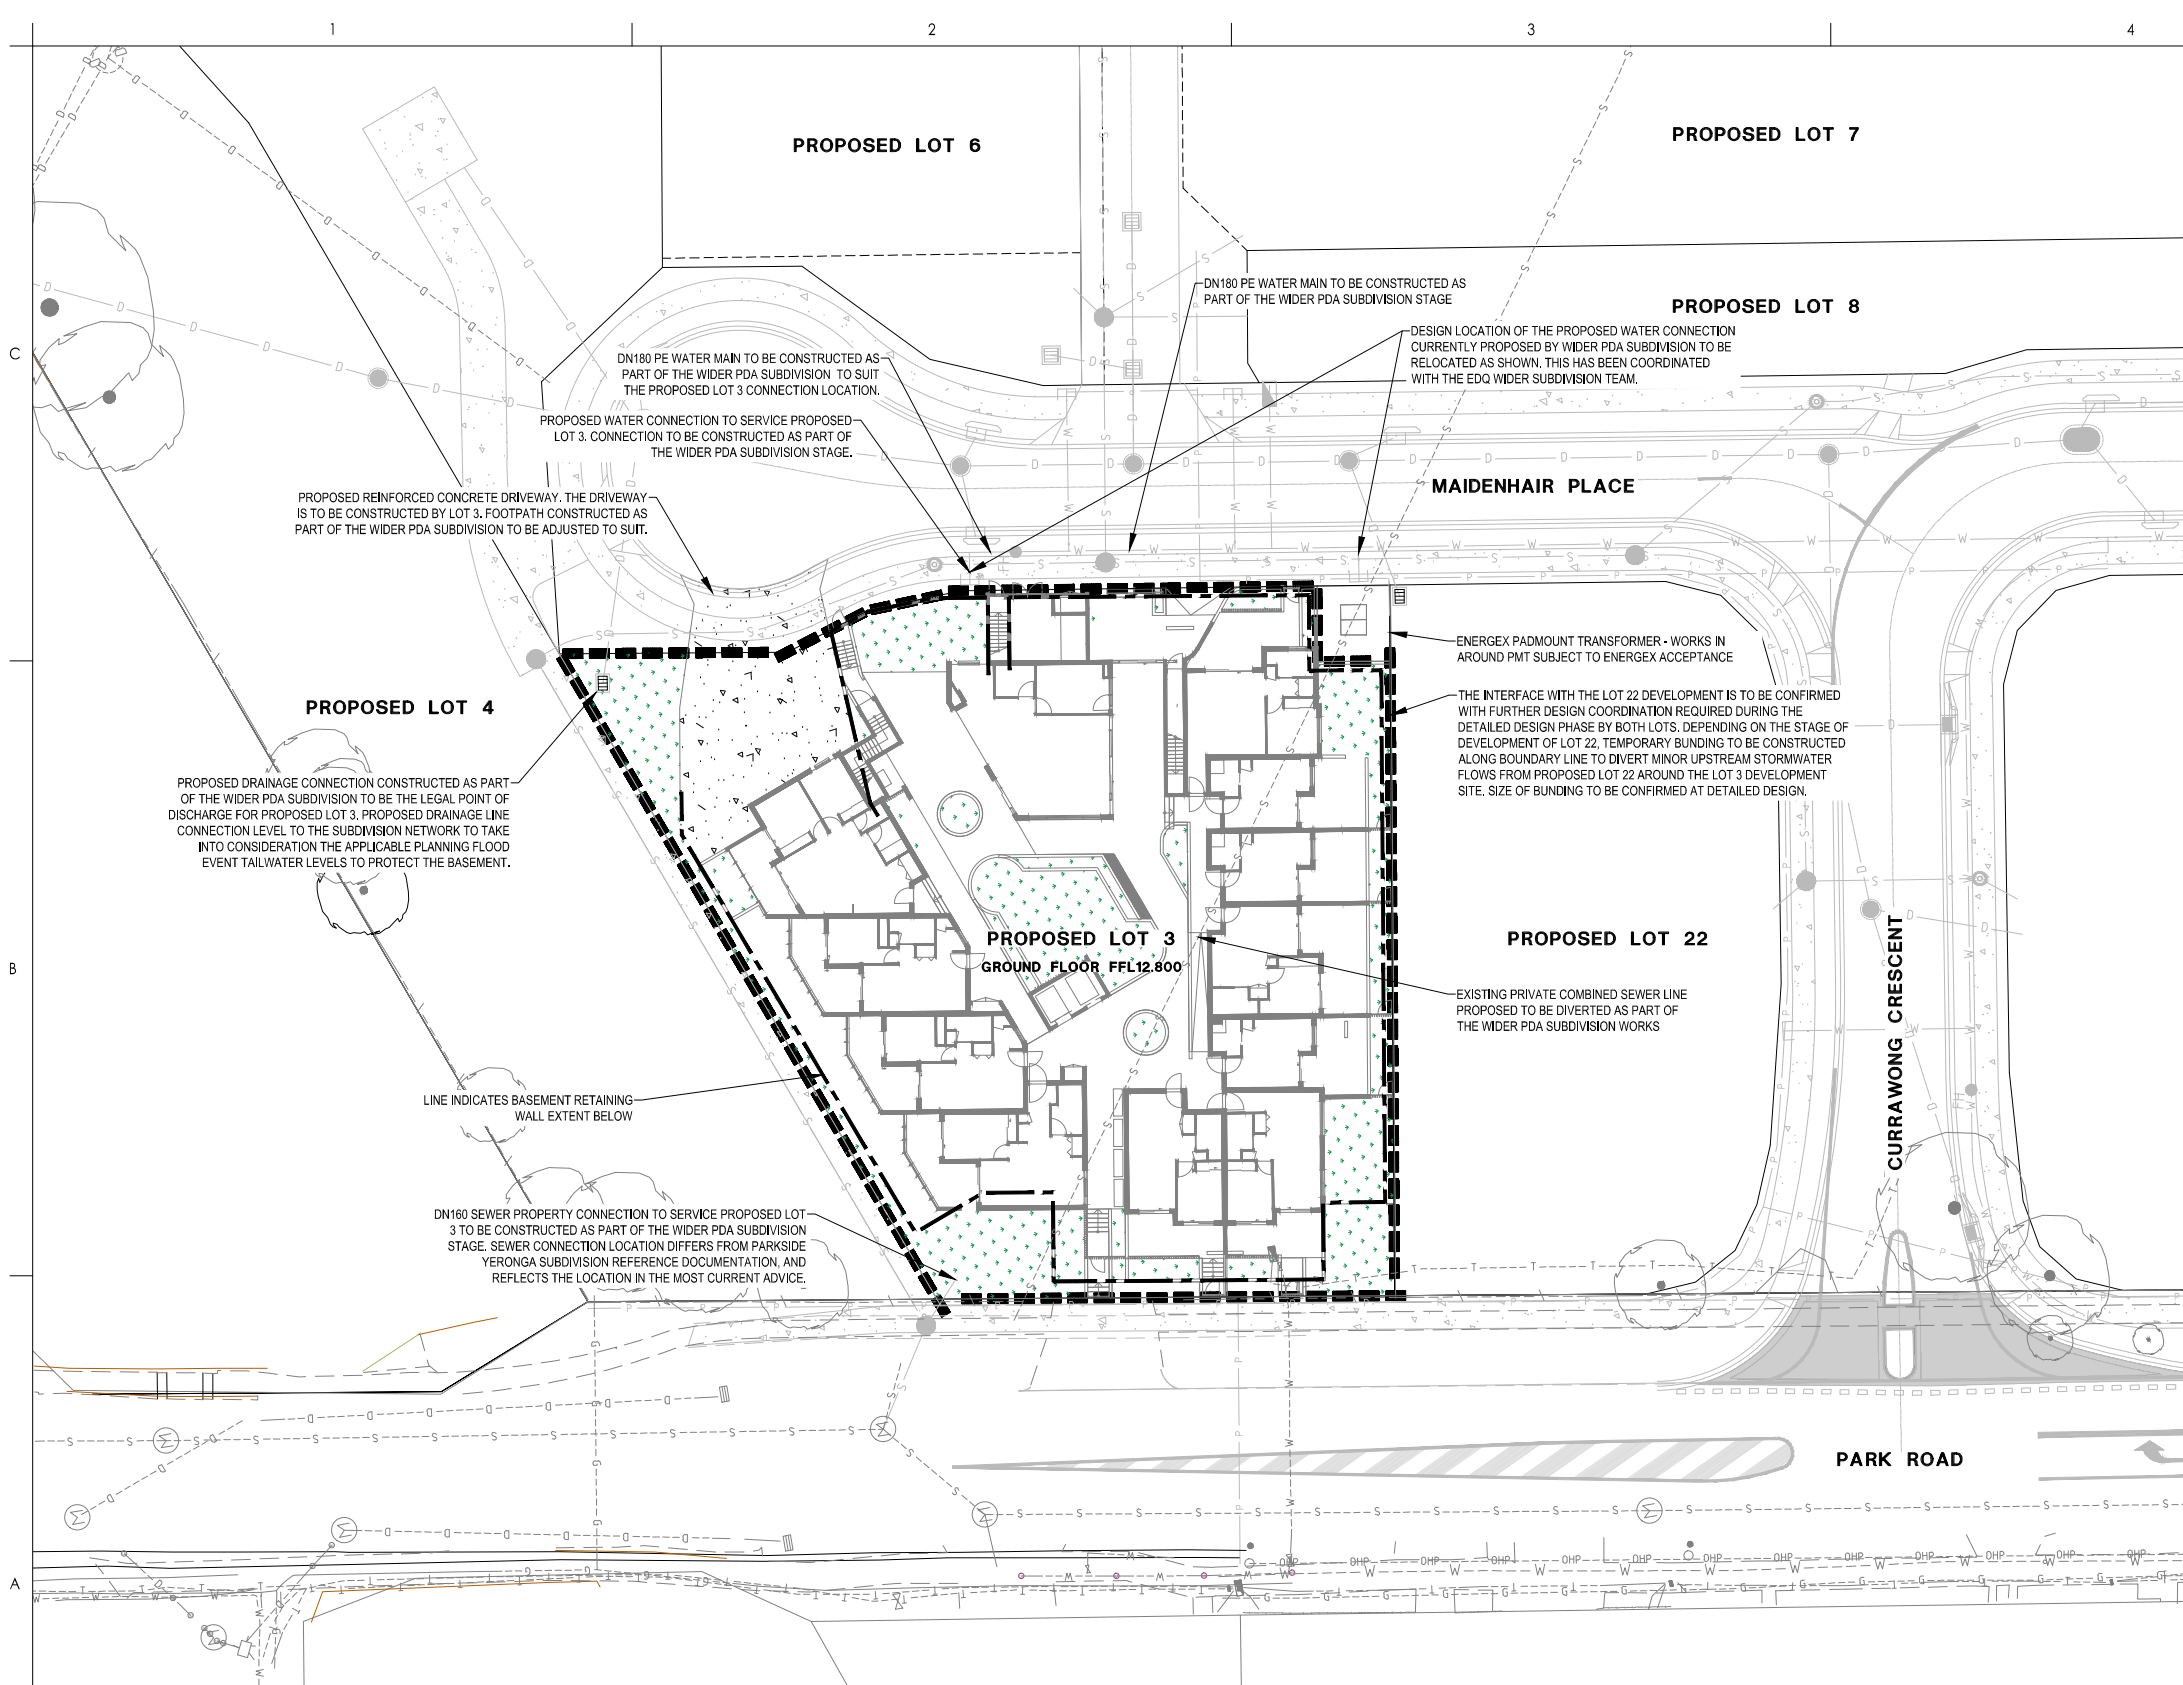 1
2
3
4
C
B
A
PROPOSED LOT 6
PROPOSED LOT 7
PROPOSED LOT 8
DN180 PE WATER MAIN TO BE CONSTRUCTED AS
PART OF THE WIDER PDA SUBDIVISION STAGE
DESIGN LOCATION OF THE PROPOSED WATER CONNECTION
CURRENTLY PROPOSED BY WIDER PDA SUBDIVISION TO BE
RELOCATED AS SHOWN. THIS HAS BEEN COORDINATED
WITH THE EDQ WIDER SUBDIVISION TEAM.
DN180 PE WATER MAIN TO BE CONSTRUCTED AS
PART OF THE WIDER PDA SUBDIVISION TO SUIT
THE PROPOSED LOT 3 CONNECTION LOCATION.
PROPOSED WATER CONNECTION TO SERVICE PROPOSED
LOT 3. CONNECTION TO BE CONSTRUCTED AS PART OF
THE WIDER PDA SUBDIVISION STAGE.
MAIDENHAIR PLACE
PROPOSED REINFORCED CONCRETE DRIVEWAY. THE DRIVEWAY
IS TO BE CONSTRUCTED BY LOT 3. FOOTPATH CONSTRUCTED AS
PART OF THE WIDER PDA SUBDIVISION TO BE ADJUSTED TO SUIT.
ENERGEX PADMOUNT TRANSFORMER - WORKS IN
AROUND PMT SUBJECT TO ENERGEX ACCEPTANCE
PROPOSED LOT 4
THE INTERFACE WITH THE LOT 22 DEVELOPMENT IS TO BE CONFIRMED
WITH FURTHER DESIGN COORDINATION REQUIRED DURING THE
DETAILED DESIGN PHASE BY BOTH LOTS. DEPENDING ON THE STAGE OF
DEVELOPMENT OF LOT 22, TEMPORARY BUNDING TO BE CONSTRUCTED
ALONG BOUNDARY LINE TO DIVERT MINOR UPSTREAM STORMWATER
FLOWS FROM PROPOSED LOT 22 AROUND THE LOT 3 DEVELOPMENT
SITE. SIZE OF BUNDING TO BE CONFIRMED AT DETAILED DESIGN.
PROPOSED DRAINAGE CONNECTION CONSTRUCTED AS PART
OF THE WIDER PDA SUBDIVISION TO BE THE LEGAL POINT OF
DISCHARGE FOR PROPOSED LOT 3. PROPOSED DRAINAGE LINE
CONNECTION LEVEL TO THE SUBDIVISION NETWORK TO TAKE
INTO CONSIDERATION THE APPLICABLE PLANNING FLOOD
EVENT TAILWATER LEVELS TO PROTECT THE BASEMENT.
PROPOSED LOT 3
GROUND FLOOR FFL12.800
PROPOSED LOT 22
EXISTING PRIVATE COMBINED SEWER LINE
PROPOSED TO BE DIVERTED AS PART OF
THE WIDER PDA SUBDIVISION WORKS
CURRAWONG CRESCENT
LINE INDICATES BASEMENT RETAINING
WALL EXTENT BELOW
DN160 SEWER PROPERTY CONNECTION TO SERVICE PROPOSED LOT
3 TO BE CONSTRUCTED AS PART OF THE WIDER PDA SUBDIVISION
STAGE. SEWER CONNECTION LOCATION DIFFERS FROM PARKSIDE
YERONGA SUBDIVISION REFERENCE DOCUMENTATION, AND
REFLECTS THE LOCATION IN THE MOST CURRENT ADVICE.
PARK ROAD
OHP OHP OHP OHP OHP OHP OHP OHP OHP